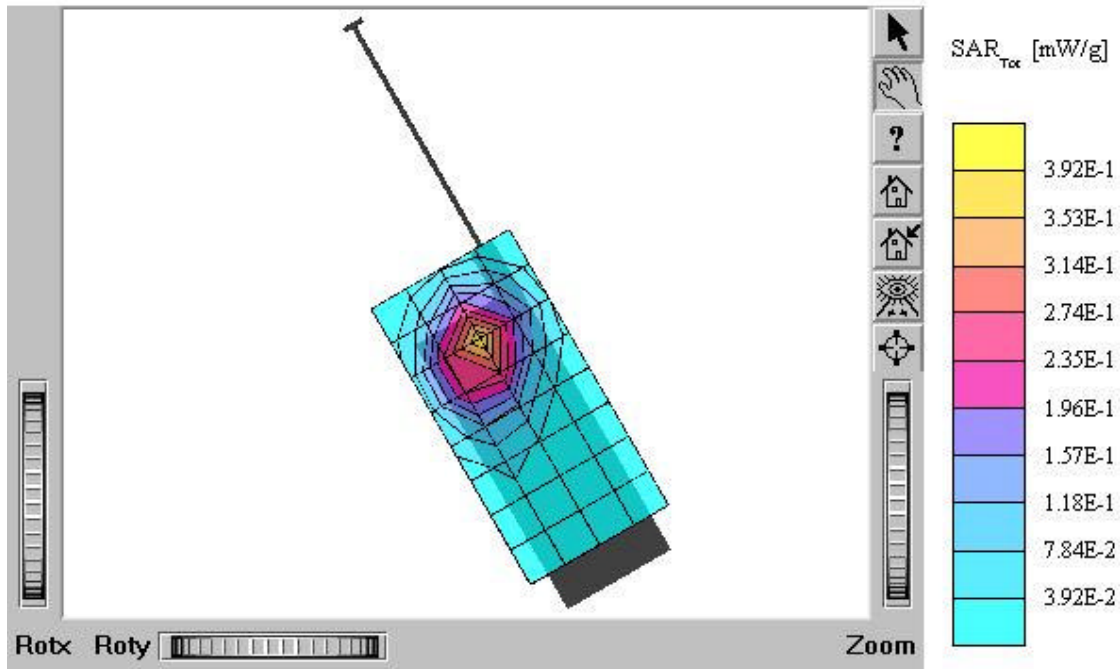 SAR_Tot [mW/g]
?
3.92E-1
3.53E-1
3.14E-1
2.74E-1
2.35E-1
1.96E-1
1.57E-1
1.18E-1
7.84E-2
3.92E-2
Rotx Roty Zoom